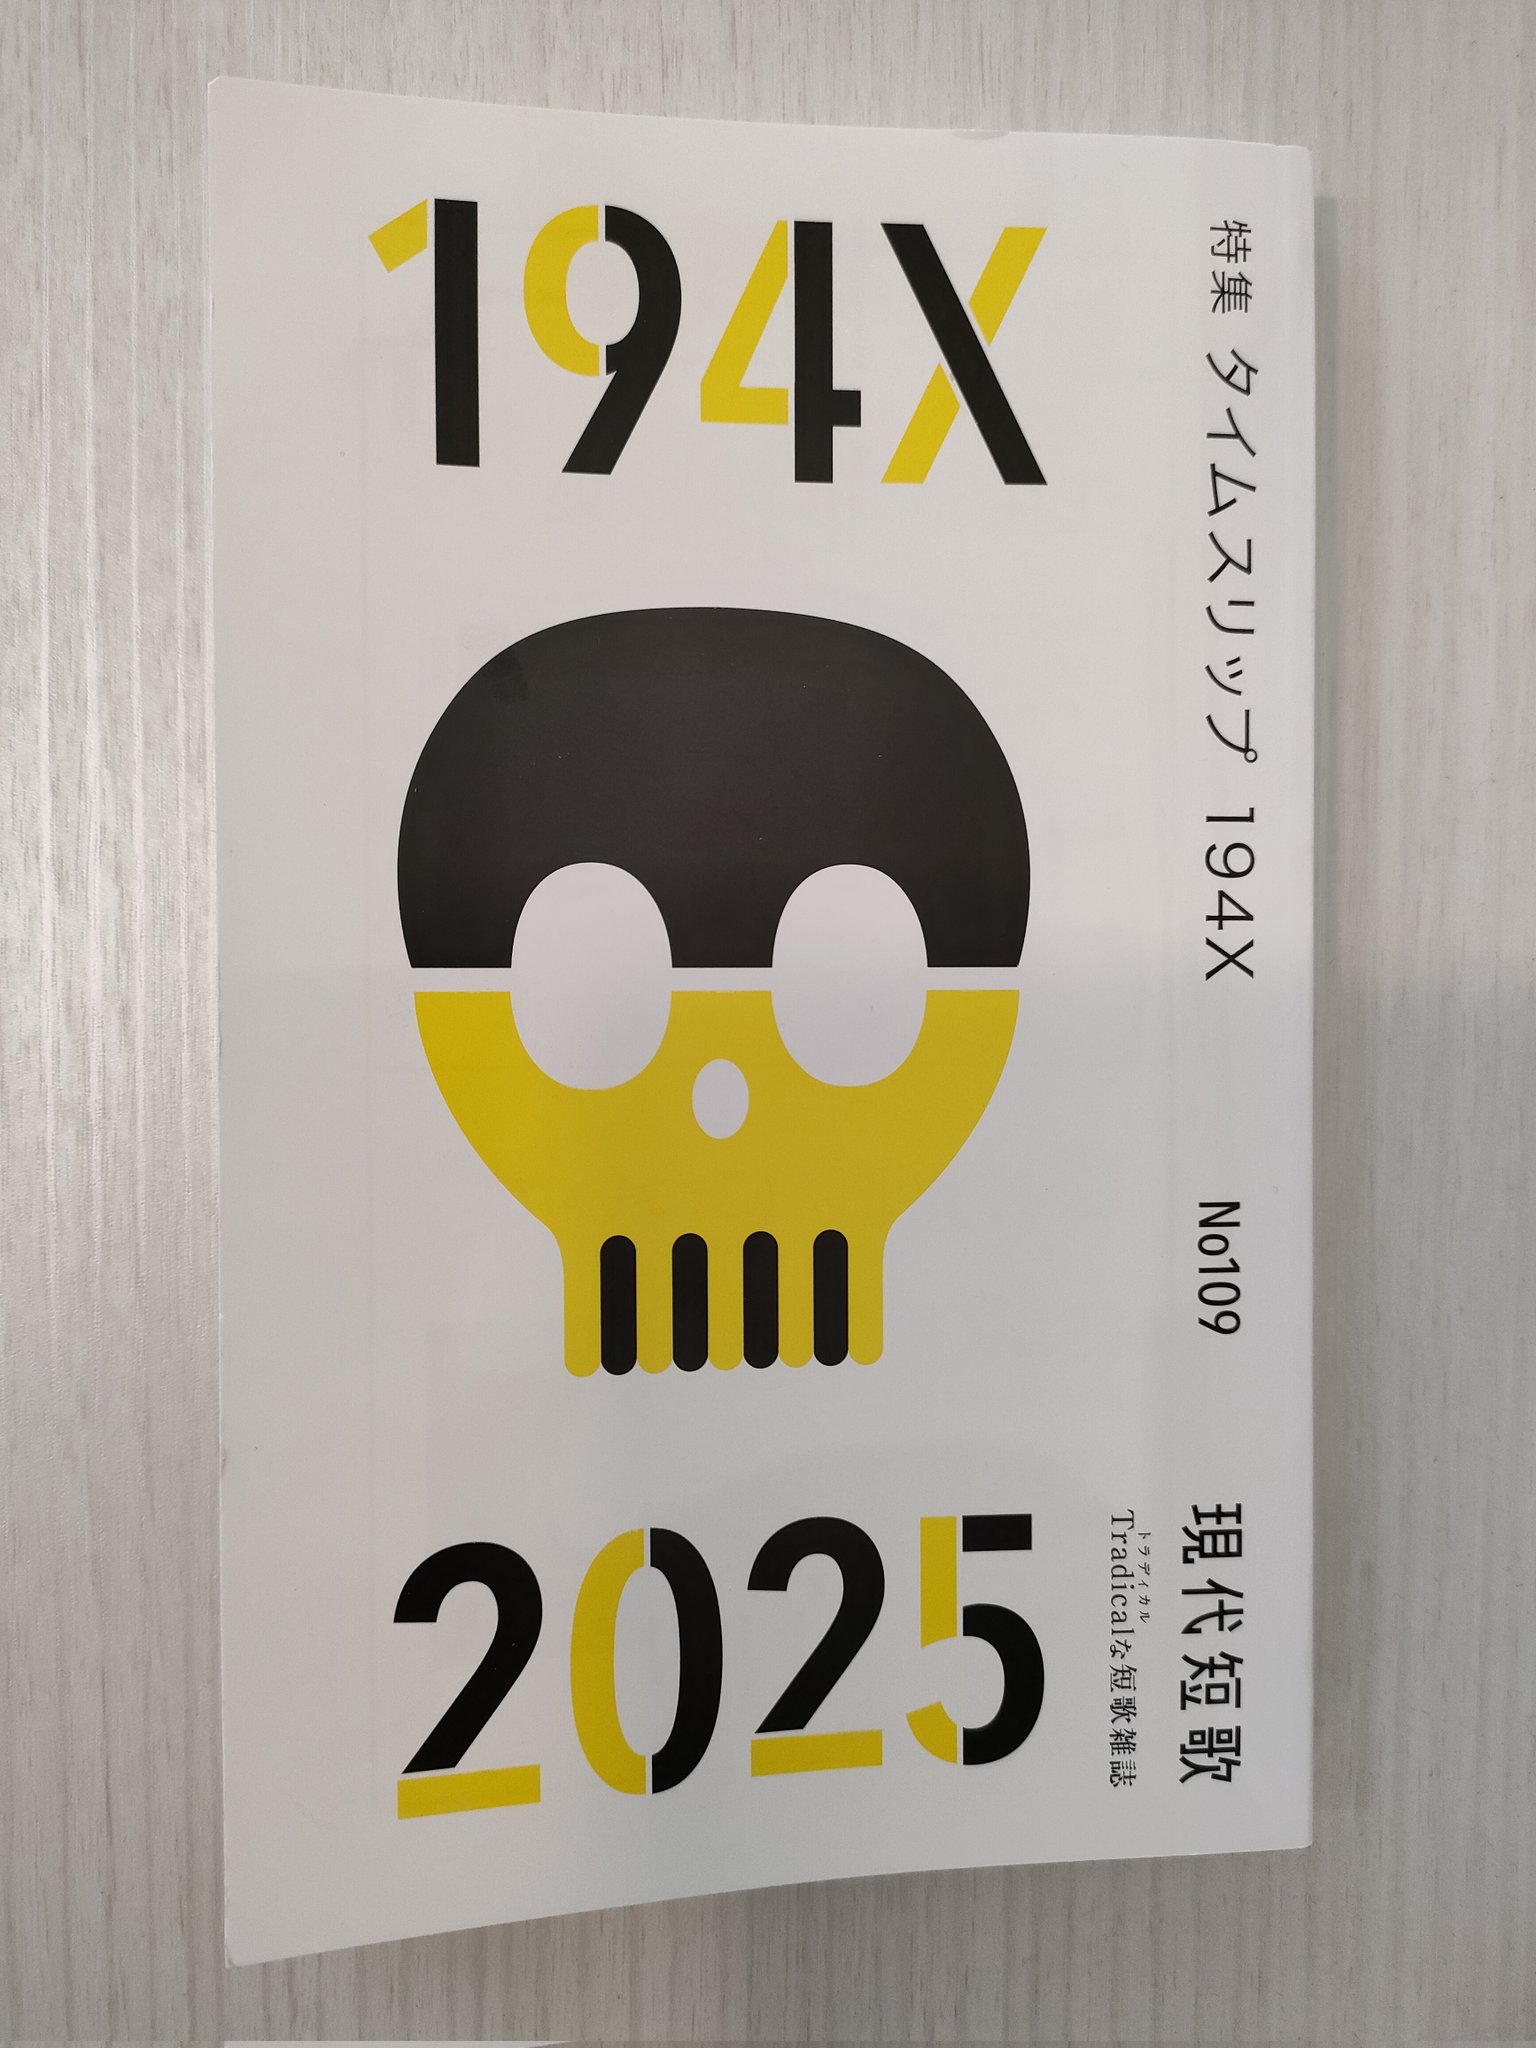 194X
2025
特集 タイムスリップ 194X
No109
現代短歌
トラディカル
Tradicalな短歌雑誌